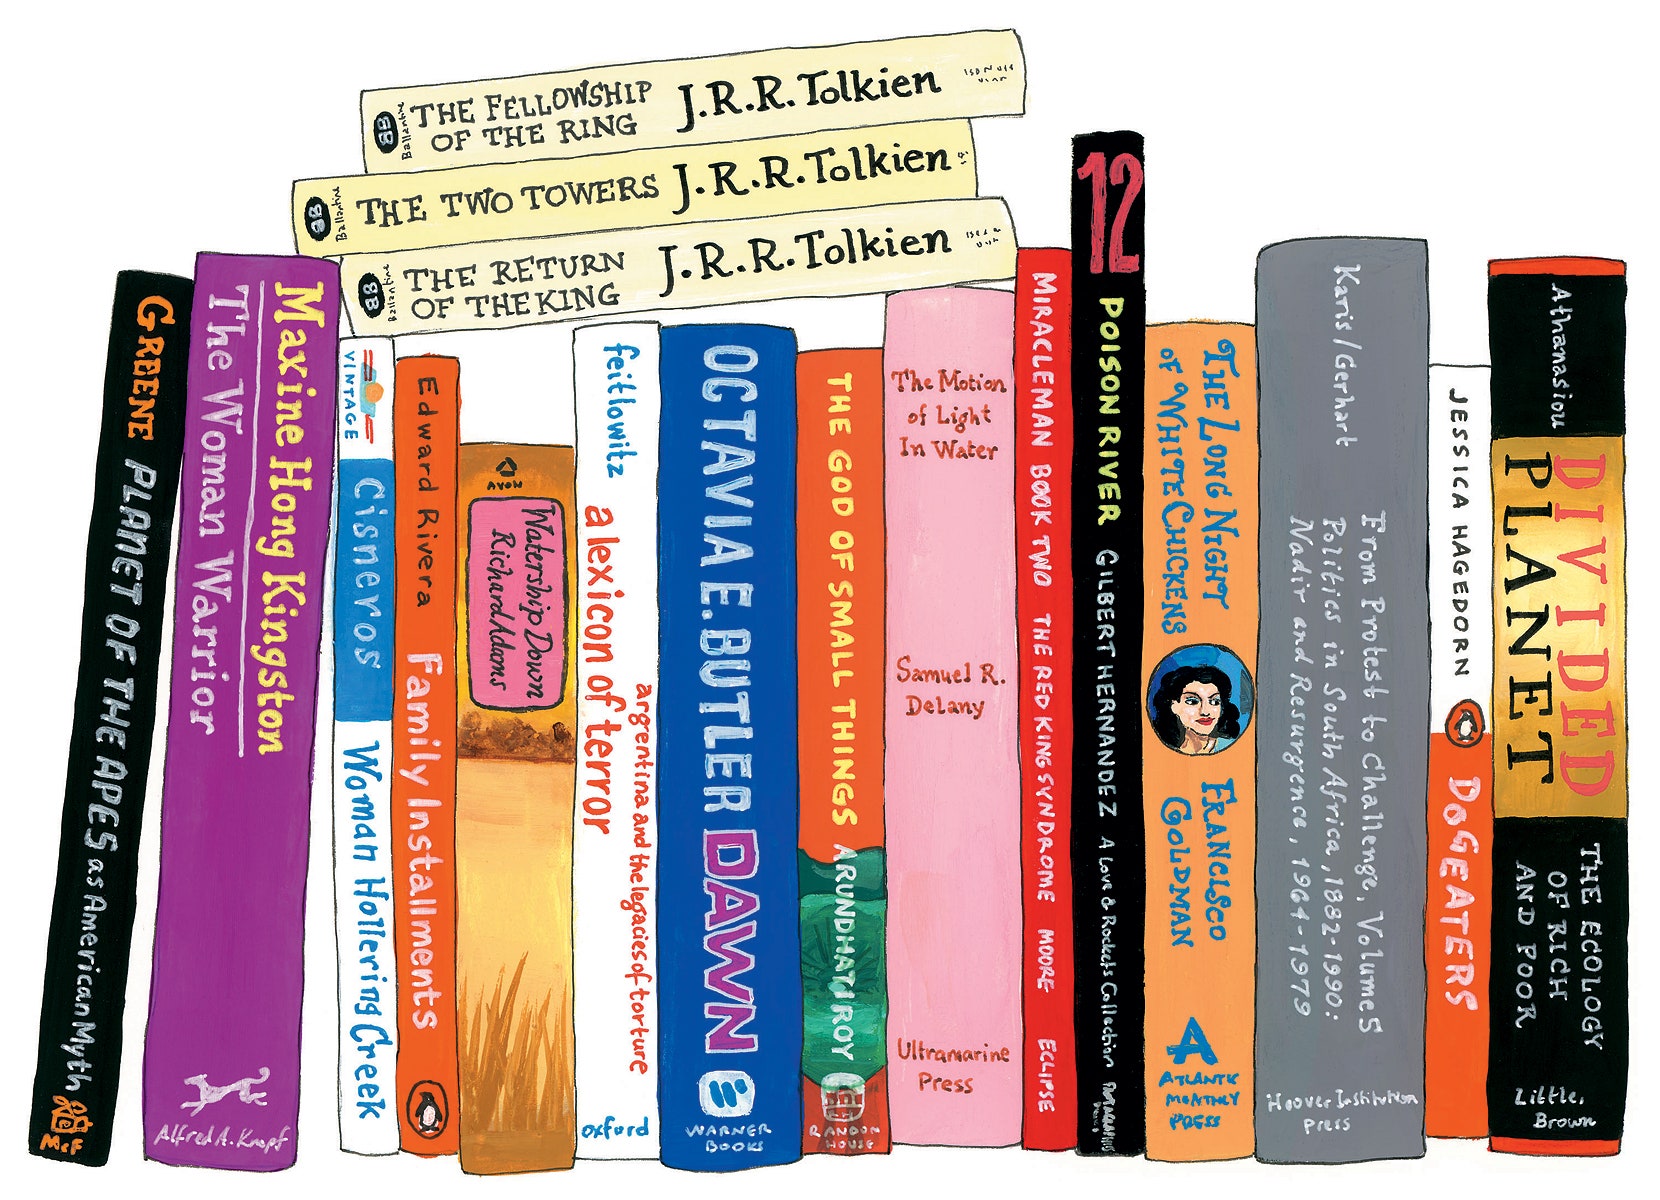 THE FELLOWSHIP
OF THE RING
J.R.R. Tolkien
BB
Ballantine
THE TWO TOWERS J.R.R. Tolkien
BB
Ballantine
THE RETURN
OF THE KING
J.R.R. Tolkien
BB
Ballantine
GREENE PLANET OF THE APES as American Myth
McF
Maxine Hong Kingston
The Woman Warrior
Alfred A. Knopf
VINTAGE
Cisneros
Woman Hollering Creek
Edward Rivera
Family Installments
AVON
Watership Down
Richard Adams
feitlowitz
a lexicon of terror
argentina and the legacies of torture
oxford
OCTAVIA E. BUTLER DAWN
WARNER
BOOKS
THE GOD OF SMALL THINGS ARUNDHATI ROY
RANDOM
HOUSE
The Motion
of Light
In Water
Samuel R.
Delany
Ultramarine
Press
MIRACLEMAN BOOK TWO THE RED KING SYNDROME MOORE ECLIPSE
12
POISON RIVER GILBERT HERNANDEZ A Love & Rockets Collection
THE LONG NIGHT
OF WHITE CHICKENS
FRANCISCO
GOLDMAN
A
ATLANTIC
MONTHLY
PRESS
Karis/Gerhart
From Protest to Challenge, Volume 5
Politics in South Africa, 1882-1990:
Nadir and Resurgence, 1964-1979
Hoover Institution
Press
JESSICA HAGEDORN
DOGEATERS
Athanasiou
DIVIDED
PLANET
THE ECOLOGY
OF RICH
AND POOR
Little,
Brown